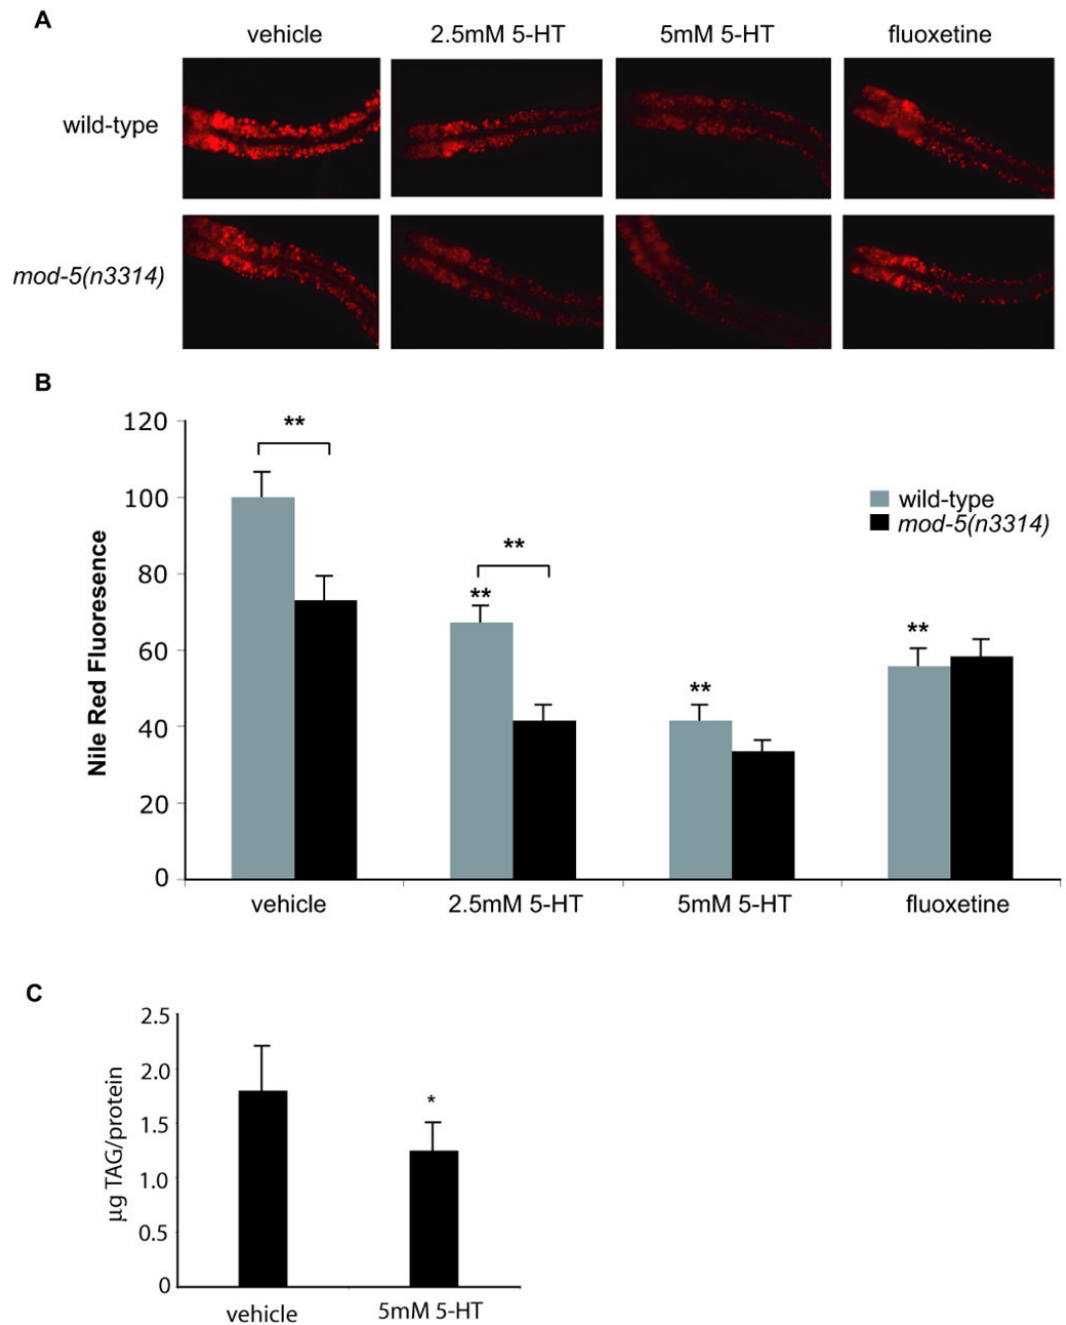 A
vehicle 2.5mM 5-HT 5mM 5-HT fluoxetine
wild-type
mod-5(n3314)
B
Nile Red Fluoresence
120
100
80
60
40
20
0
**
**
**
**
**
wild-type
mod-5(n3314)
vehicle 2.5mM 5-HT 5mM 5-HT fluoxetine
C
µg TAG/protein
2.5
2.0
1.5
1.0
0.5
0
*
vehicle 5mM 5-HT